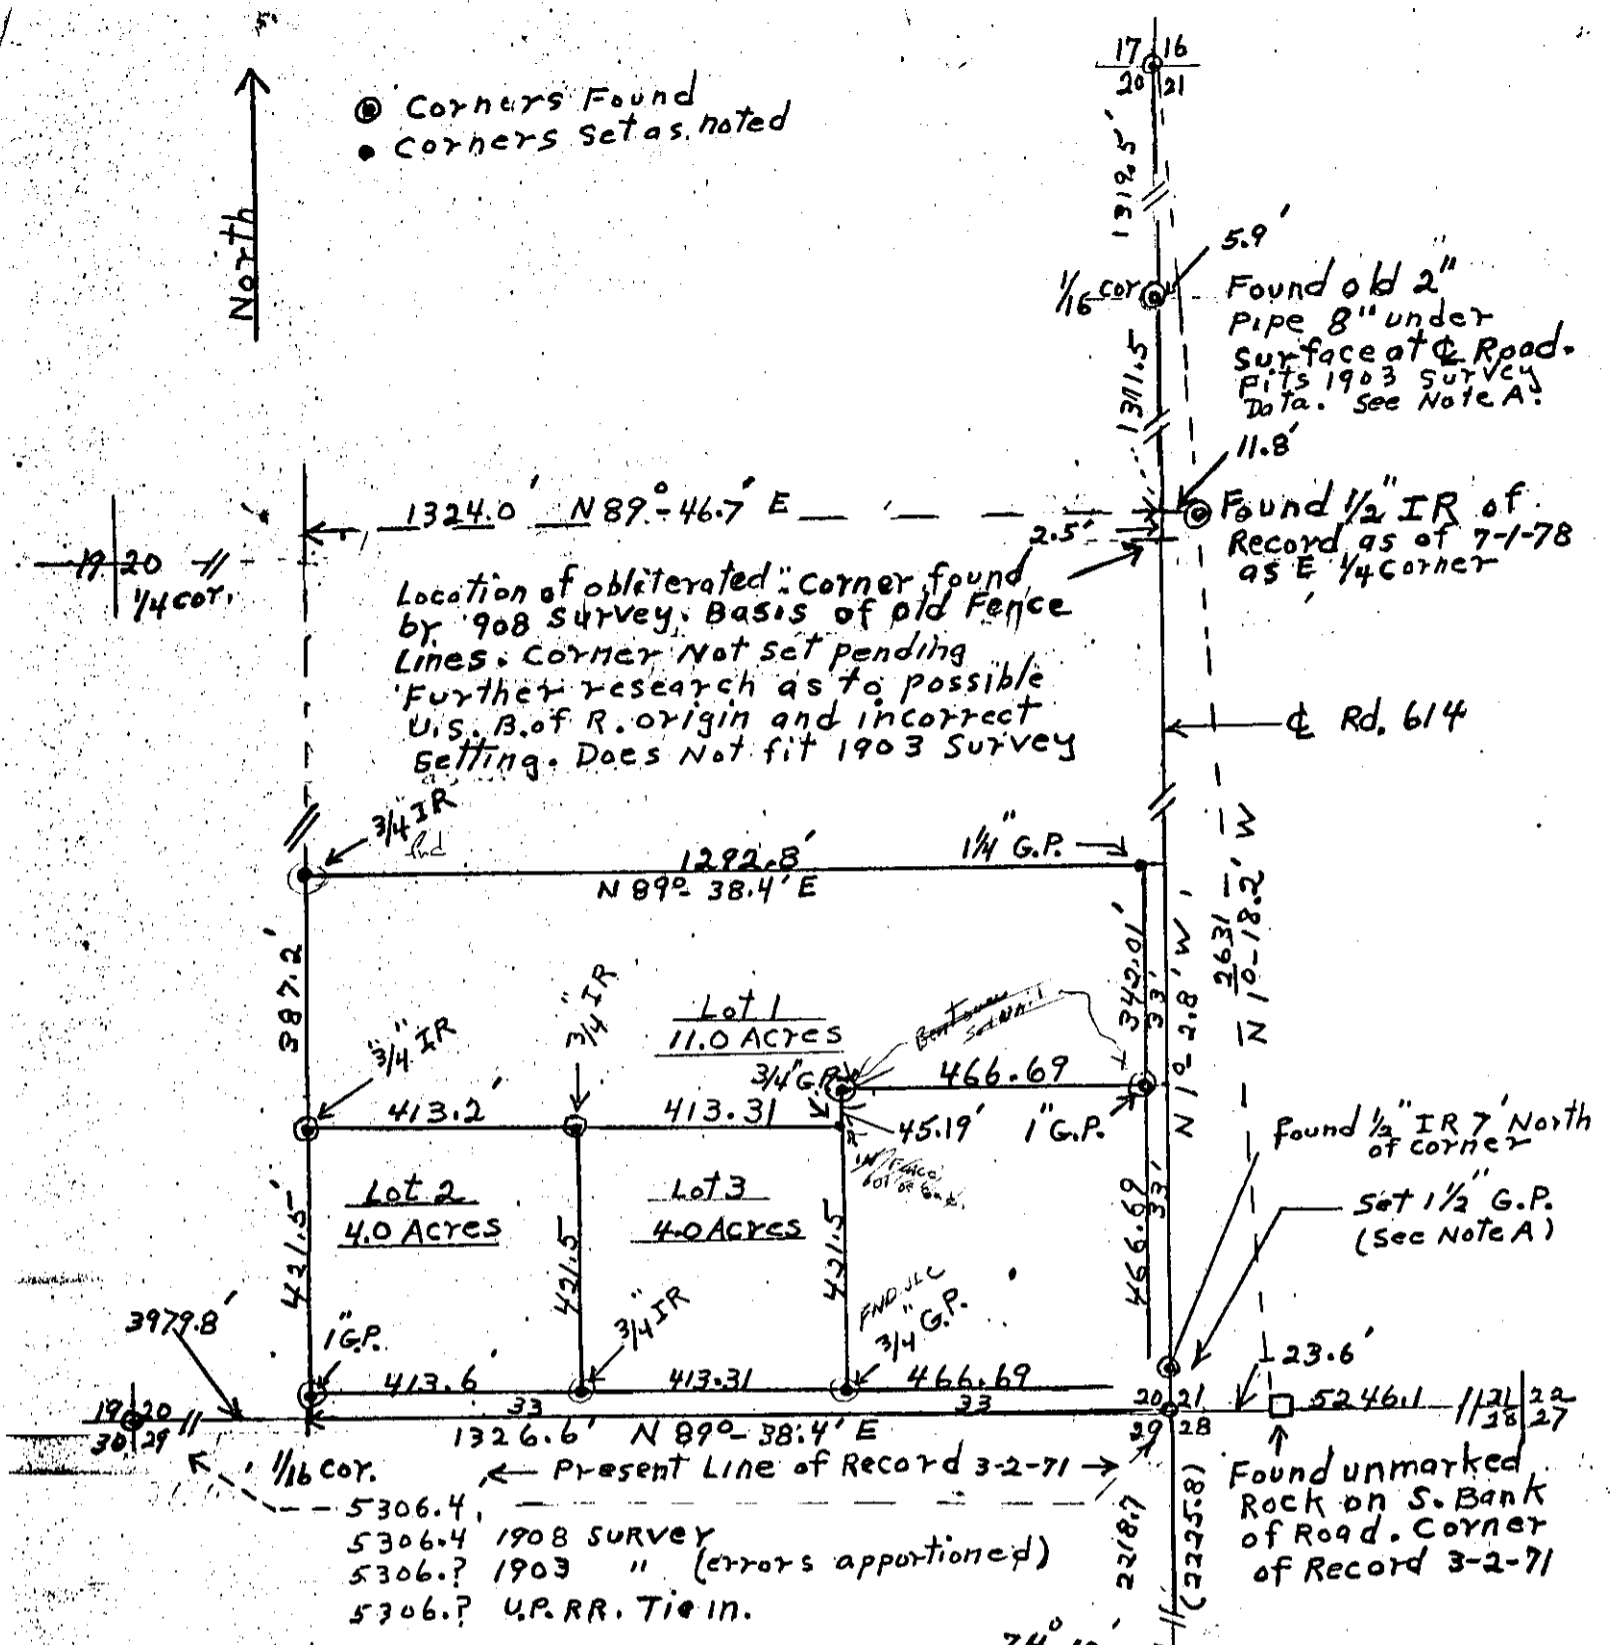 17 16
20 21
North
Corners Found
Corners Set as noted
1312.5'
5.9'
1/16 cor.
Found old 2"
Pipe 8" under
Surface at ℄ Road.
Fits 1903 Survey
Data. See Note A.
1311.5
11.8'
1324.0' N 89°-46.7' E
2.5'
Found 1/2" IR of
Record as of 7-1-78
as E 1/4 Corner
19 20
1/4 cor.
Location of obliterated Corner found
by 1908 Survey. Basis of old Fence
Lines. Corner Not set pending
Further research as to possible
U.S. B. of R. origin and incorrect
Setting. Does Not fit 1903 Survey
℄ Rd. 614
3/4" IR
fnd
1292.8'
N 89°-38.4' E
1 1/4" G.P.
387.2'
3/4" IR
3/4" IR
Lot 1
11.0 Acres
342.01'
33'
N 1°-2.8' W
2631'
N 1°-18.2' W
3/4" G.P.
466.69
413.2'
413.31
45.19'
1" G.P.
Found 1/2" IR 7' North
of corner
Lot 2
4.0 Acres
Lot 3
4.0 Acres
Set 1 1/2" G.P.
(See Note A)
421.5'
421.5
421.5
466.69
33'
3979.8'
1" G.P.
3/4" IR
FND JLC
3/4" G.P.
23.6'
413.6'
413.31
466.69
19 20
30 29
33
33
20 21
29 28
5246.1
21 22
28 27
1326.6' N 89°-38.4' E
1/16 cor.
Present Line of Record 3-2-71
Found unmarked
Rock on S. Bank
of Road. Corner
of Record 3-2-71
5306.4
5306.4 1908 SURVEY
5306.? 1903 " (errors apportioned)
5306.? U.P. RR. Tie in.
2218.7
(2225.8)
74°